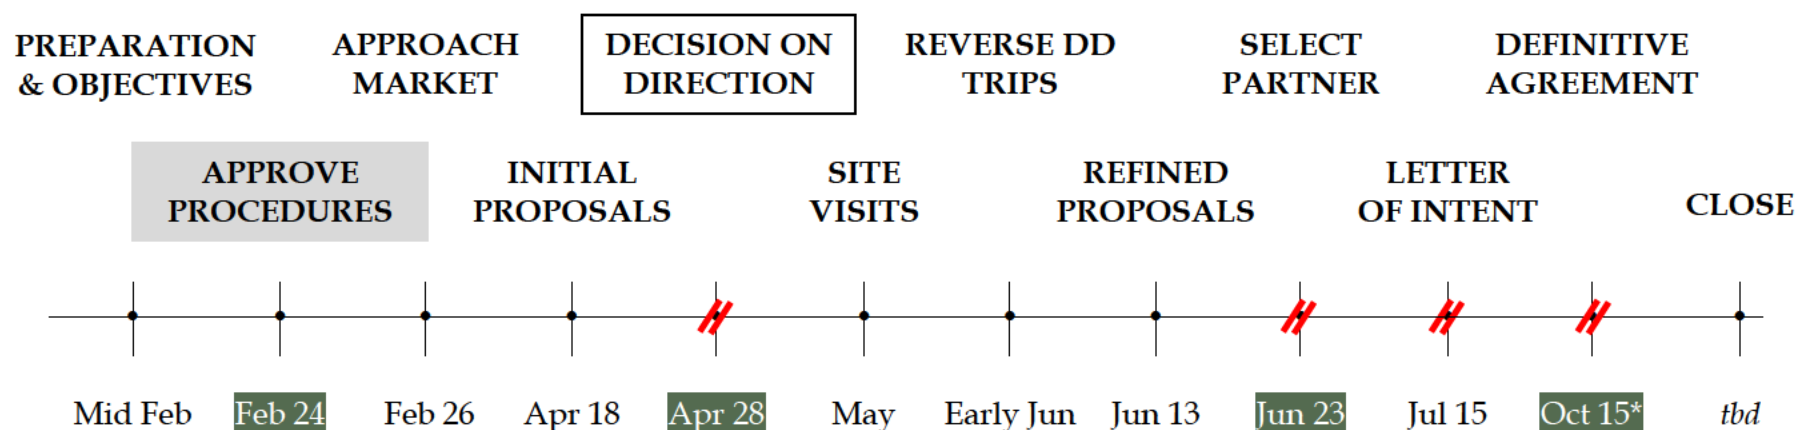 PREPARATION
& OBJECTIVES
APPROACH
MARKET
DECISION ON
DIRECTION
REVERSE DD
TRIPS
SELECT
PARTNER
DEFINITIVE
AGREEMENT
APPROVE
PROCEDURES
INITIAL
PROPOSALS
SITE
VISITS
REFINED
PROPOSALS
LETTER
OF INTENT
CLOSE
Mid Feb
Feb 24
Feb 26
Apr 18
Apr 28
May
Early Jun
Jun 13
Jun 23
Jul 15
Oct 15*
tbd